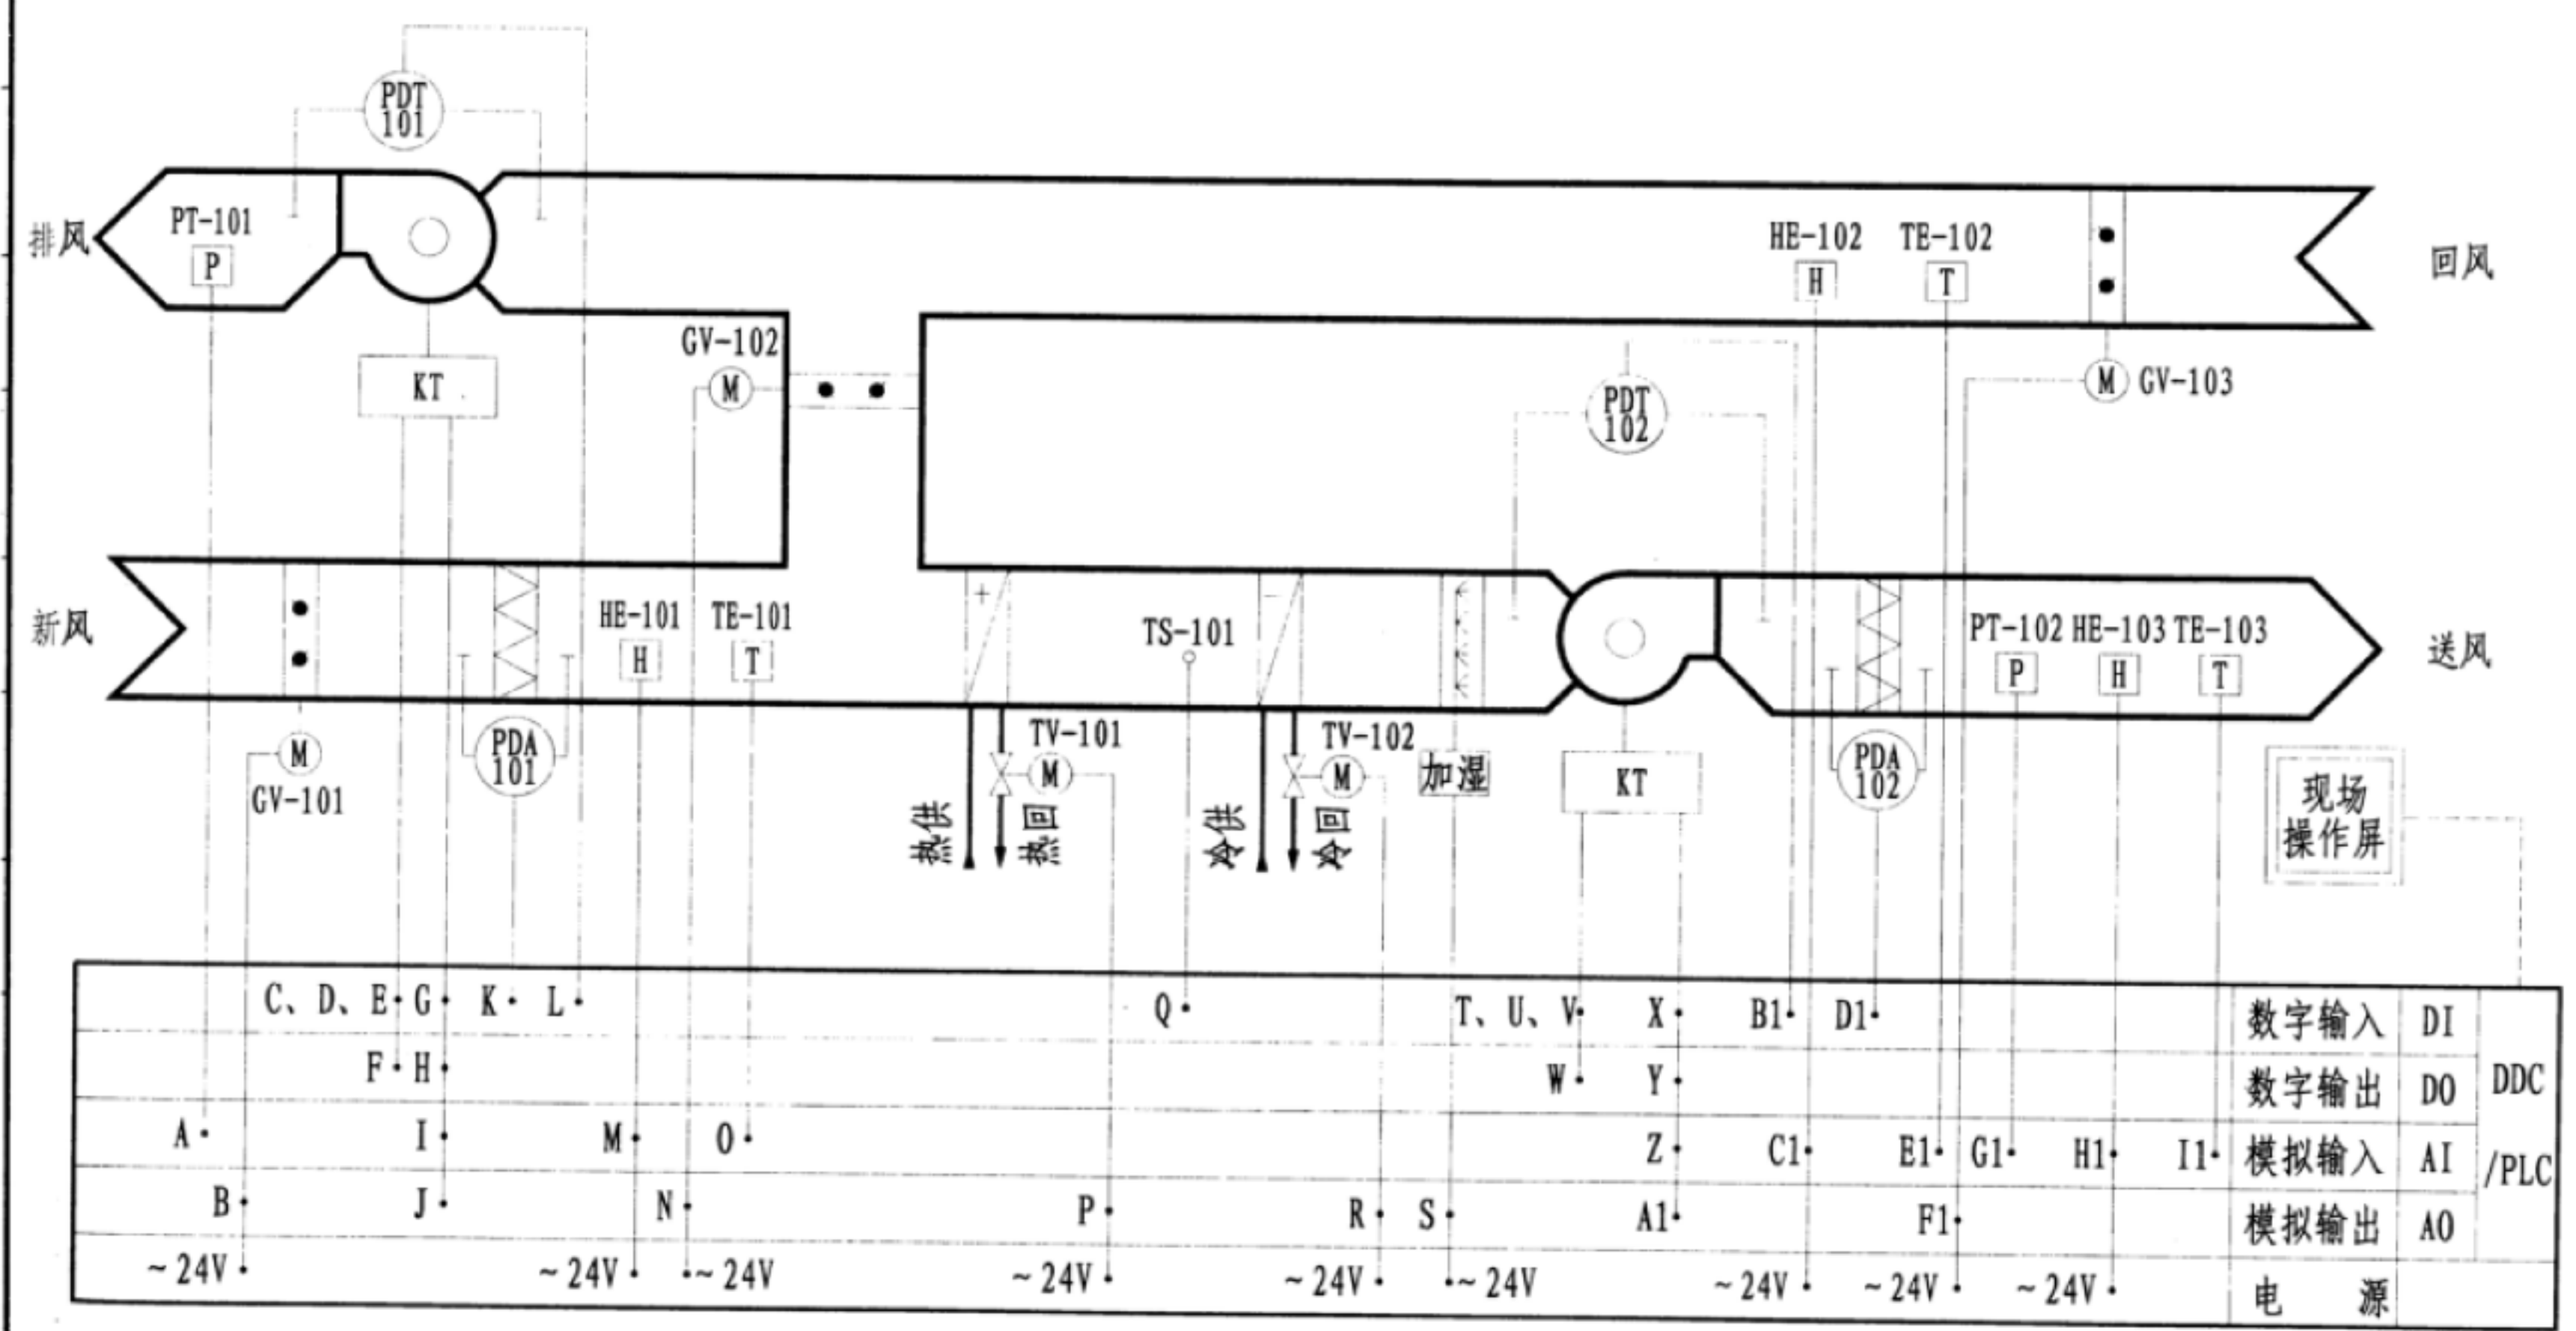 PDT
101
排风
PT-101
P
KT
GV-102
M
HE-102
H
TE-102
T
回风
M
GV-103
PDT
102
新风
M
GV-101
PDA
101
HE-101
H
TE-101
T
+
TS-101
−
TV-101
M
热供
热回
TV-102
M
冷供
冷回
加湿
KT
PDA
102
PT-102
P
HE-103
H
TE-103
T
送风
现场
操作屏
C、D、E G K L Q T、U、V X B1 D1 数字输入 DI
F H W Y 数字输出 DO
DDC
/PLC
A I M O Z C1 E1 G1 H1 I1 模拟输入 AI
B J N P R S A1 F1 模拟输出 AO
~24V ~24V ~24V ~24V ~24V ~24V ~24V ~24V ~24V 电源